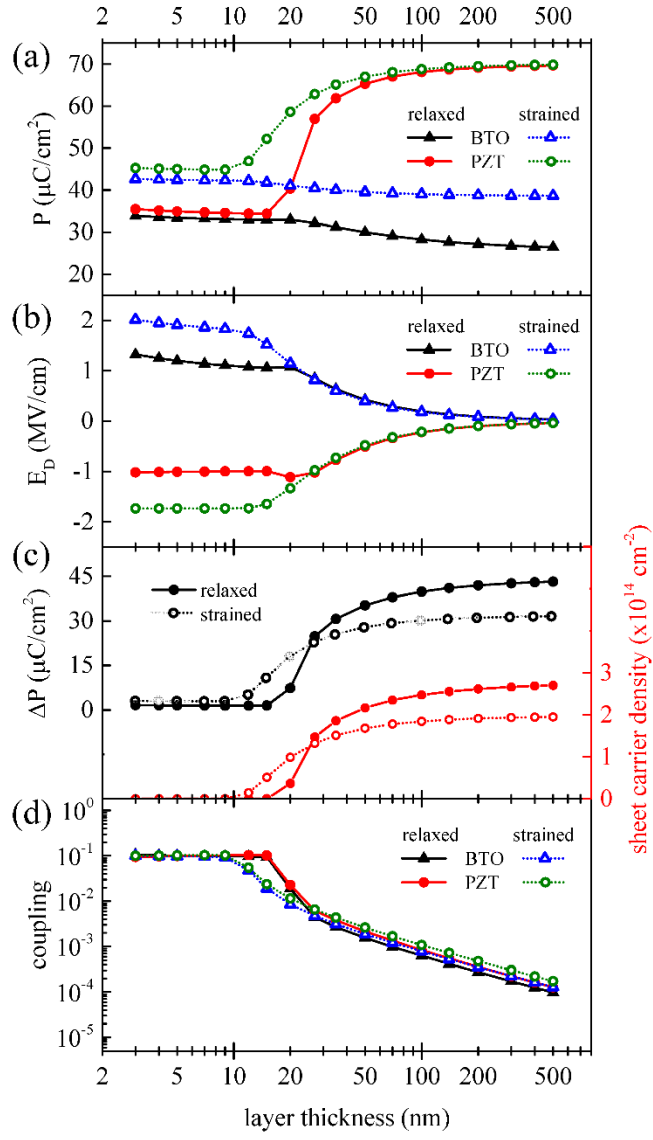 2 5 10 20 50 100 200 500
(a)
70
60
50
40
30
20
P (μC/cm²)
relaxed strained
BTO
PZT
(b)
2
1
0
-1
-2
E_D (MV/cm)
relaxed strained
BTO
PZT
(c)
45
30
15
0
ΔP (μC/cm²)
relaxed
strained
3
2
1
0
sheet carrier density (x10¹⁴ cm⁻²)
(d)
10⁰
10⁻¹
10⁻²
10⁻³
10⁻⁴
10⁻⁵
coupling
relaxed strained
BTO
PZT
2 5 10 20 50 100 200 500
layer thickness (nm)